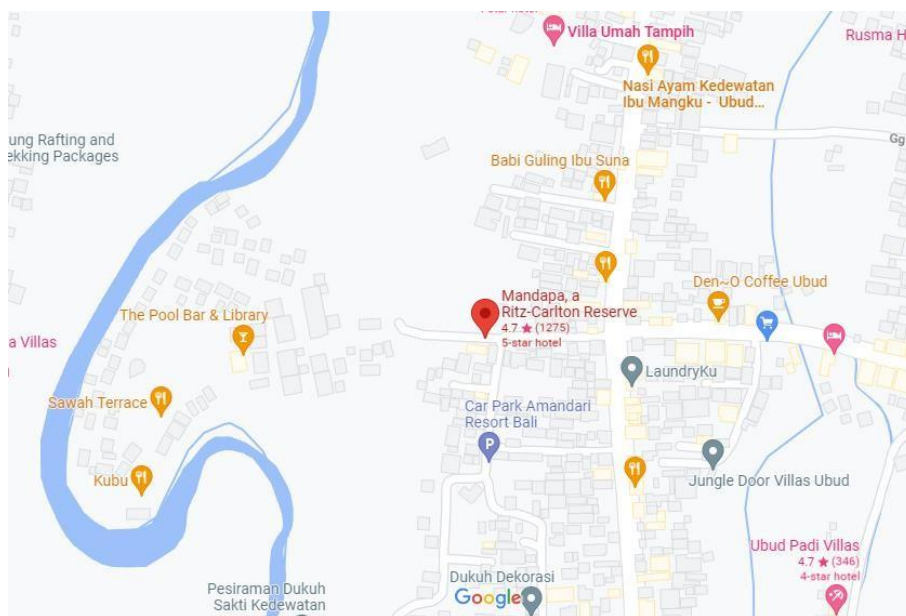 Villa Umah Tampih
Rusma H
Nasi Ayam Kedewatan
Ibu Mangku - Ubud...
ung Rafting and
ekking Packages
Gg
Babi Guling Ibu Suna
Den~O Coffee Ubud
Mandapa, a
Ritz-Carlton Reserve
4.7 ★ (1275)
5-star hotel
The Pool Bar & Library
a Villas
LaundryKu
Sawah Terrace
Car Park Amandari
Resort Bali
P
Kubu
Jungle Door Villas Ubud
Ubud Padi Villas
4.7 ★ (346)
4-star hotel
Pesiraman Dukuh
Sakti Kedewatan
Dukuh Dekorasi
Google